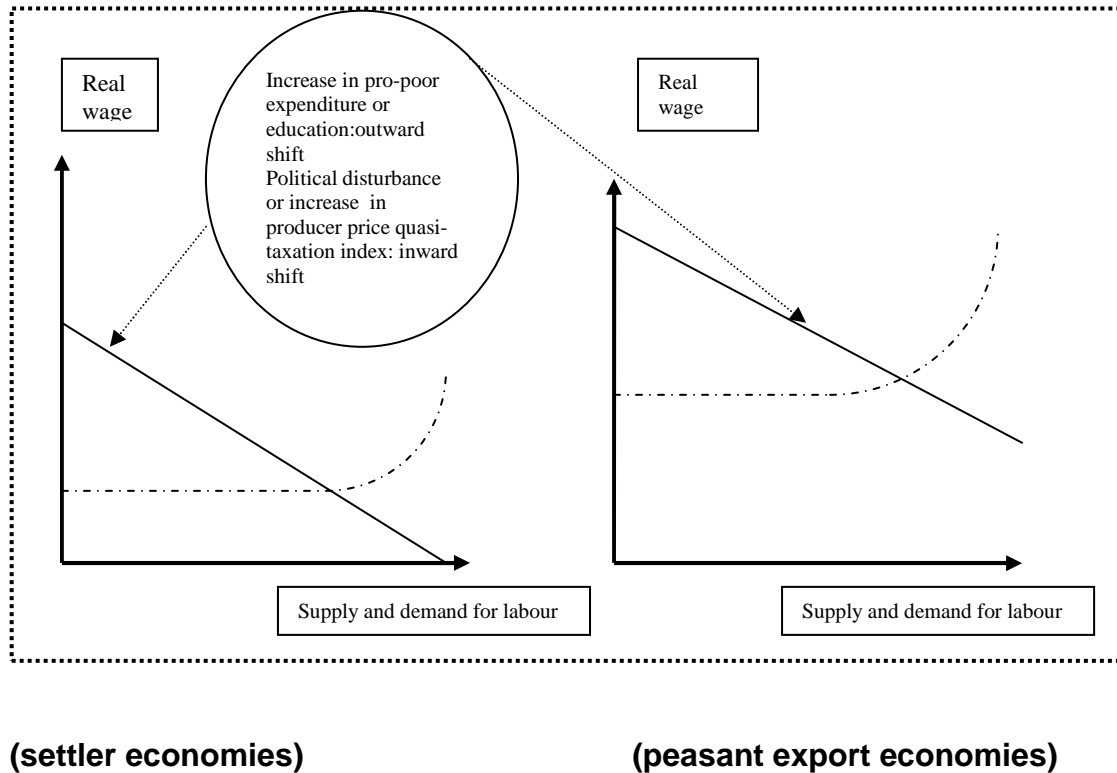 Real
wage
Increase in pro-poor
expenditure or
education:outward
shift
Political disturbance
or increase in
producer price quasi-
taxation index: inward
shift
Real
wage
Supply and demand for labour
Supply and demand for labour
(settler economies)
(peasant export economies)